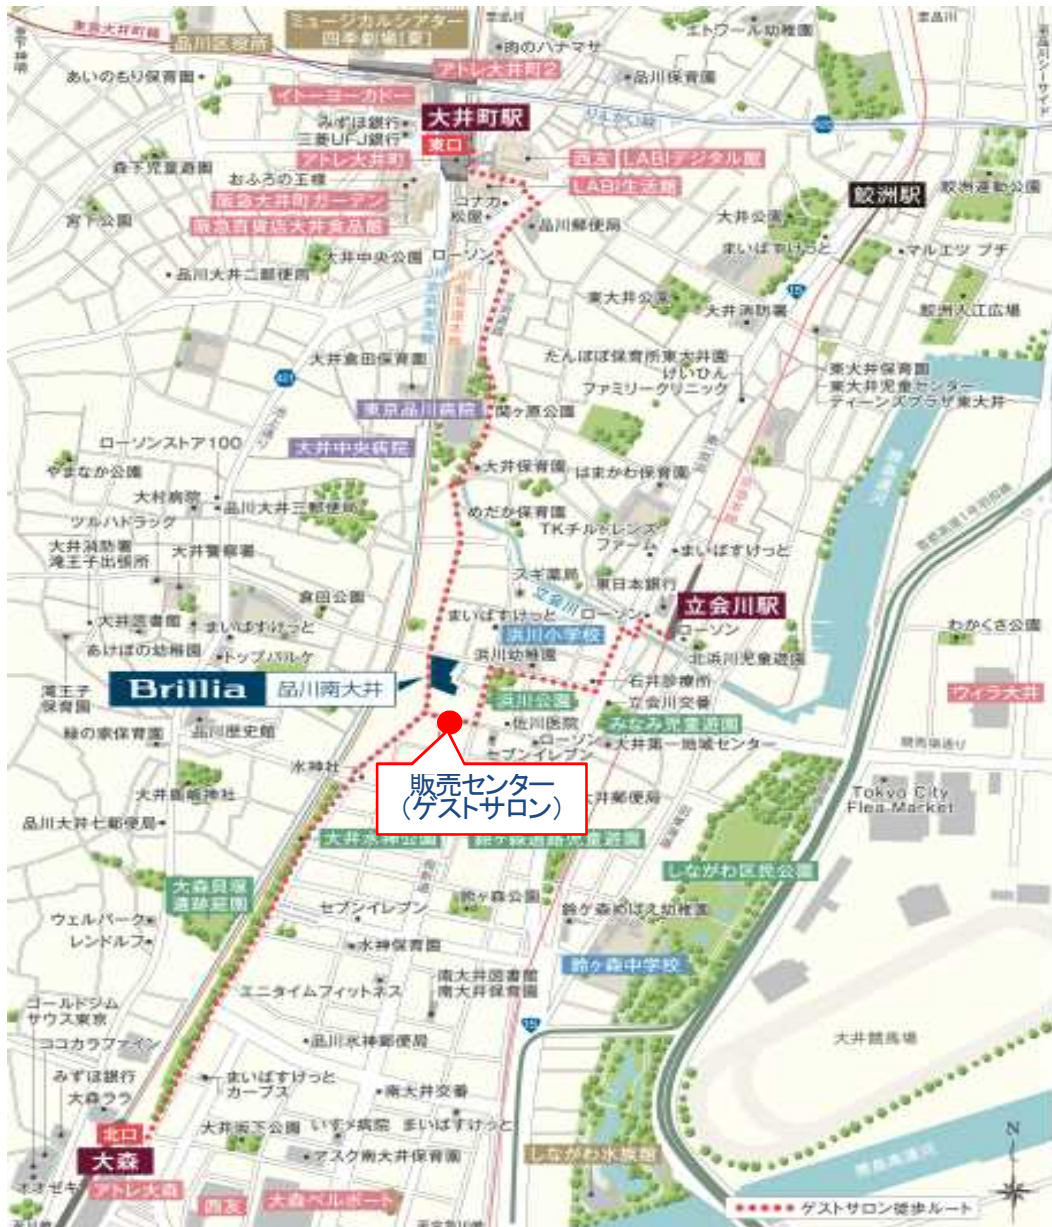 品川区役所
ミュージカルシアター
四季劇場[夏]
肉のハナマサ
エトワール幼稚園
アトレ大井町2
品川保育園
あいのもり保育園
イトーヨーカドー
大井町駅
みずほ銀行
三菱UFJ銀行
東口
りんかい線
アトレ大井町
西友
LABIデジタル館
森下児童遊園
おふろの王様
LABI生活館
鮫洲駅
鮫洲運動公園
阪急大井町ガーデン
コナカ
松屋
大井公園
宮下公園
阪急百貨店大井食品館
品川郵便局
まいばすけっと
マルエツ プチ
大井中央公園
ローソン
品川大井二郵便局
15
東大井公園
大井消防署
鮫洲入江広場
大井倉田保育園
たんぽぽ保育所東大井園
けいひん
ファミリークリニック
東大井保育園
東大井児童センター
ティーンズプラザ東大井
421
東京品川病院
関ヶ原公園
大井中央病院
ローソンストア100
やまなか公園
大井保育園
はまかわ保育園
大村病院
品川大井三郵便局
めだか保育園
ツルハドラッグ
TKチルドレンズ
ファーム
まいばすけっと
大井消防署
滝王子出張所
大井警察署
スギ薬局
東日本銀行
倉田公園
立会川
ローソン
立会川駅
大井図書館
まいばすけっと
まいばすけっと
浜川小学校
ローソン
わかくさ公園
あけぼの幼稚園
トップパルケ
浜川幼稚園
北浜川児童遊園
Brillia
品川南大井
石井診療所
滝王子
保育園
浜川公園
立会川交番
ウィラ大井
緑の家保育園
品川歴史館
佐川医院
みなみ児童遊園
ローソン
セブンイレブン
大井第一地域センター
競馬場通り
水神社
販売センター
（ゲストサロン）
大井鹿嶋神社
井郵便局
Tokyo City
Flea Market
品川大井七郵便局
大井水神公園
鈴ヶ森道路児童遊園
しながわ区民公園
大森貝塚
遺跡庭園
鈴ヶ森公園
ウェルパーク
セブンイレブン
鈴ケ森めばえ幼稚園
レンドルフ
水神保育園
鈴ヶ森中学校
南大井図書館
南大井保育園
エニタイムフィットネス
ゴールドジム
サウス東京
15
ココカラファイン
品川水神郵便局
大井競馬場
みずほ銀行
まいばすけっと
カーブス
南大井交番
大森ララ
北口
大井坂下公園
いすゞ病院
まいばすけっと
N
大森
アスク南大井保育園
しながわ水族館
オオゼキ
アトレ大森
西友
大森ベルポート
ゲストサロン徒歩ルート